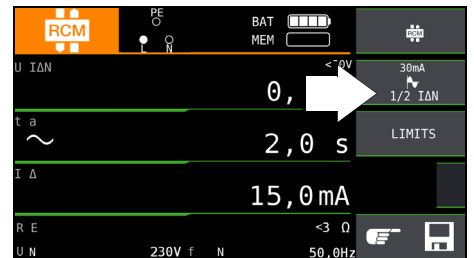 RCM
PE
L N
BAT
MEM
RCM
U IΔN
0,
30mA
1/2 IΔN
t a
2,0 s
LIMITS
I Δ
15,0mA
R E
<3 Ω
U N 230V f N 50,0Hz